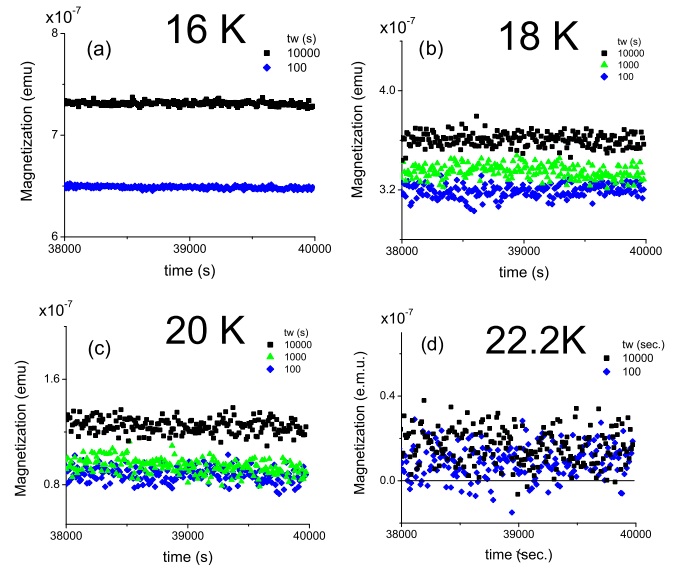 x10⁻⁷
16 K
8
(a)
tw (s)
10000
100
Magnetization (emu)
7
6
38000
39000
40000
time (s)
x10⁻⁷
18 K
(b)
tw (s)
10000
1000
100
4.0
Magnetization (emu)
3.2
38000
39000
40000
time (s)
x10⁻⁷
20 K
(c)
tw (s)
10000
1000
100
1.6
Magnetization (emu)
0.8
38000
39000
40000
time (s)
x10⁻⁷
22.2K
(d)
tw (sec.)
10000
100
0.4
Magnetization (e.m.u.)
0.0
38000
39000
40000
time (sec.)